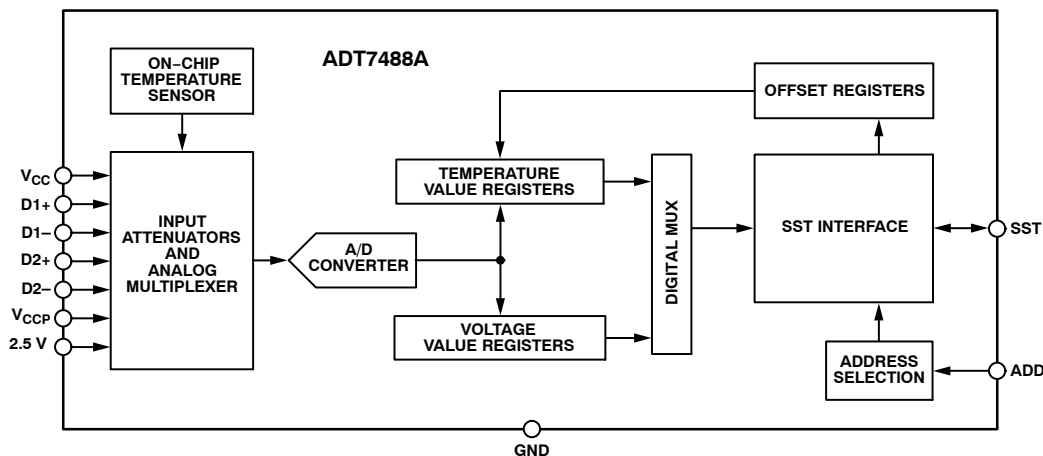 ADT7488A
ON–CHIP
TEMPERATURE
SENSOR
OFFSET REGISTERS
VCC
D1+
D1–
D2+
D2–
VCCP
2.5 V
INPUT
ATTENUATORS
AND
ANALOG
MULTIPLEXER
A/D
CONVERTER
TEMPERATURE
VALUE REGISTERS
VOLTAGE
VALUE REGISTERS
DIGITAL MUX
SST INTERFACE
SST
ADDRESS
SELECTION
ADD
GND